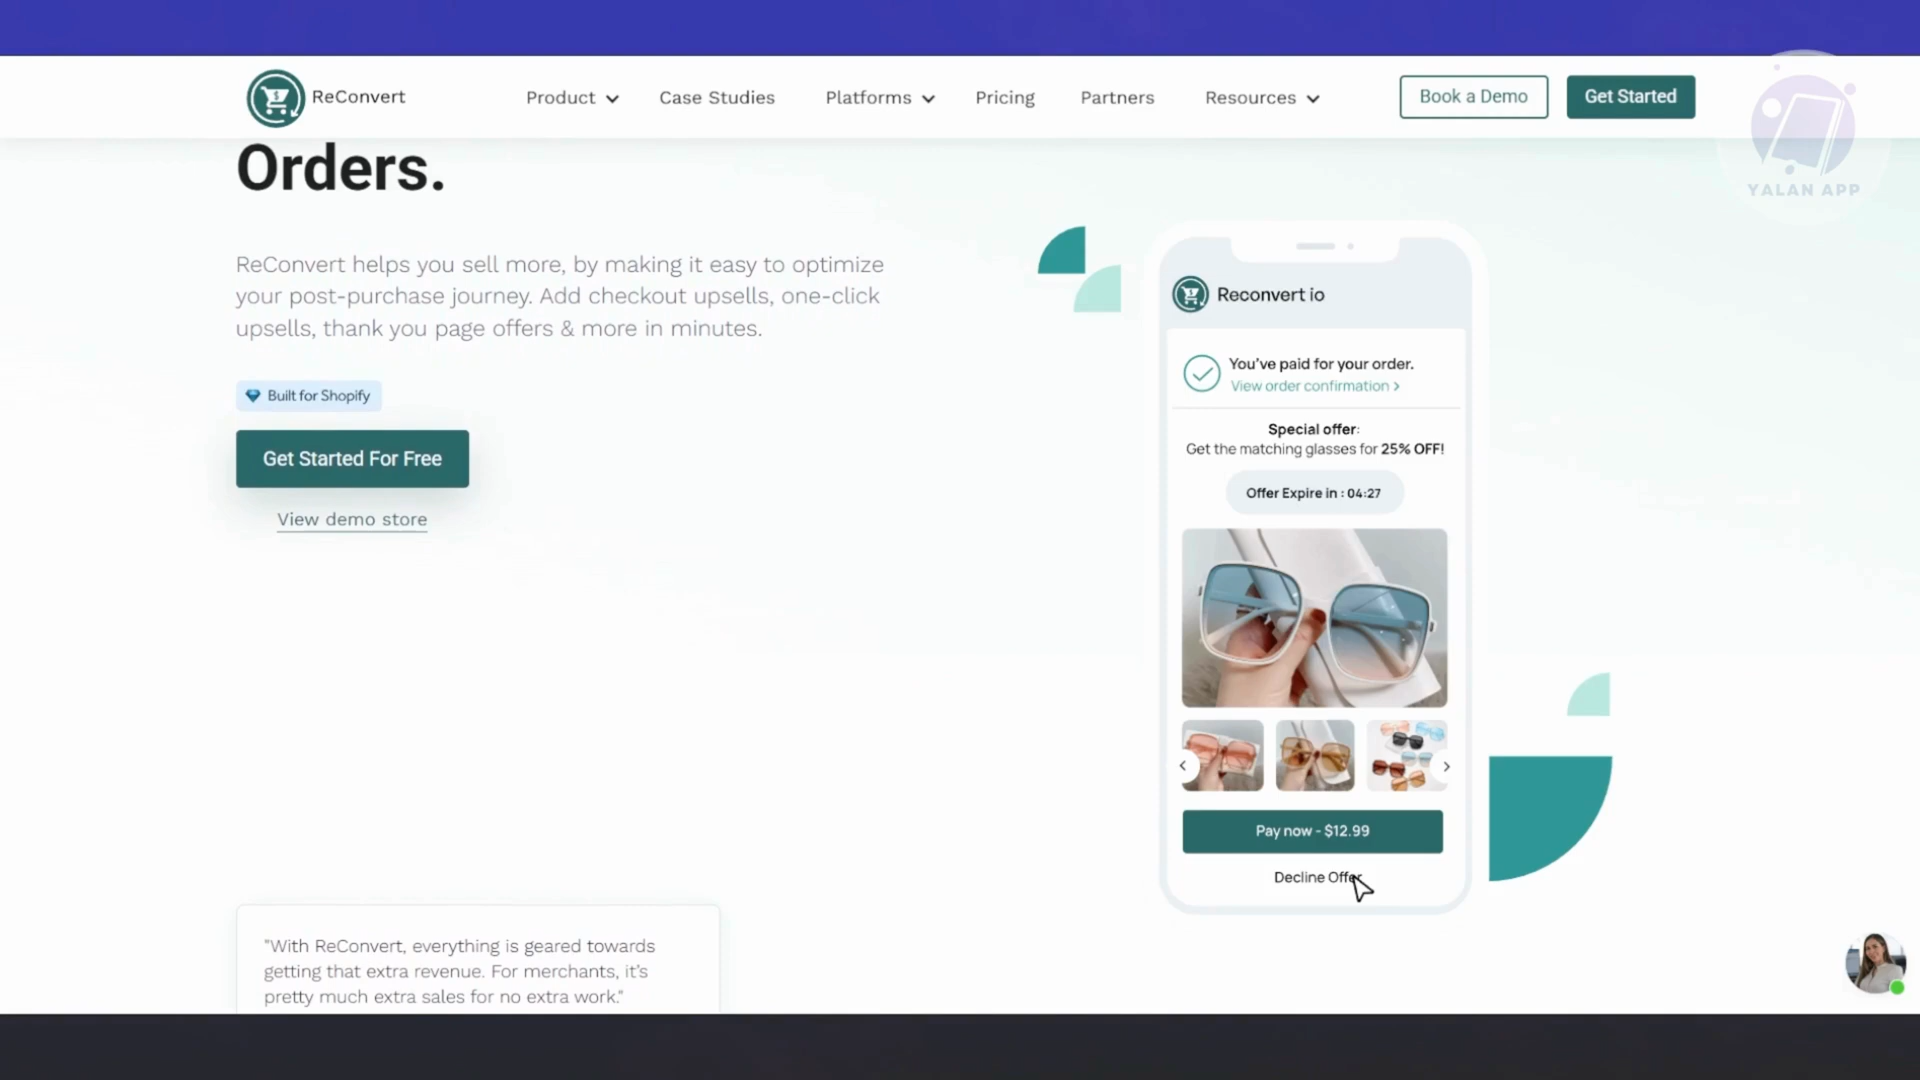 ReConvert
Product
Case Studies
Platforms
Pricing
Partners
Resources
Book a Demo
Get Started
YALAN APP
Orders.
ReConvert helps you sell more, by making it easy to optimize
your post-purchase journey. Add checkout upsells, one-click
upsells, thank you page offers & more in minutes.
Built for Shopify
Get Started For Free
View demo store
"With ReConvert, everything is geared towards
getting that extra revenue. For merchants, it's
pretty much extra sales for no extra work."
Reconvert io
You've paid for your order.
View order confirmation >
Special offer:
Get the matching glasses for 25% OFF!
Offer Expire in : 04:27
Pay now - $12.99
Decline Offer